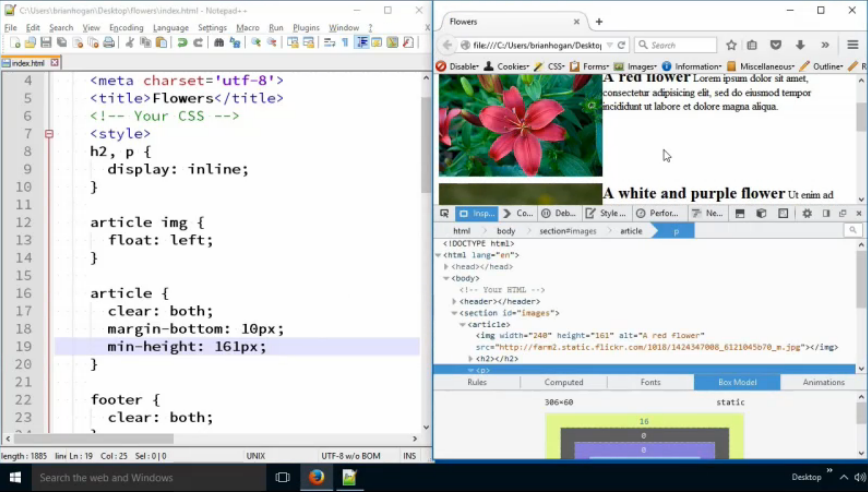 C:\Users\brianhogan\Desktop\flowers\index.html - Notepad++
File Edit Search View Encoding Language Settings Macro Run Plugins Window ?
index.html
4 <meta charset='utf-8'>
5 <title>Flowers</title>
6 <!-- Your CSS -->
7 <style>
8 h2, p {
9 display: inline;
10 }
11
12 article img {
13 float: left;
14 }
15
16 article {
17 clear: both;
18 margin-bottom: 10px;
19 min-height: 161px;
20 }
21
22 footer {
23 clear: both;
length : 1885 line Ln : 19 Col : 25 Sel : 0 | 0 UNIX UTF-8 w/o BOM INS
Flowers
file:///C:/Users/brianhogan/Desktop
Search
Disable Cookies CSS Forms Images Information Miscellaneous Outline
A red flower Lorem ipsum dolor sit amet,
consectetur adipisicing elit, sed do eiusmod tempor
incididunt ut labore et dolore magna aliqua.
A white and purple flower Ut enim ad
Insp... Co... Deb... Style ... Perfor... Ne...
html body section#images article p
<!DOCTYPE html>
<html lang="en">
<head></head>
<body>
<!-- Your HTML -->
<header></header>
<section id="images">
<article>
<img width="240" height="161" alt="A red flower"
src="http://farm2.static.flickr.com/1018/1424347008_6121045b70_m.jpg"></img>
<h2></h2>
<p>
Rules Computed Fonts Box Model Animations
306×60 static
16
0
0
Search the web and Windows
Desktop